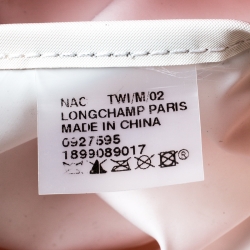 NAC TWI/M/02
LONGCHAMP PARIS
MADE IN CHINA
0927595
1899089017